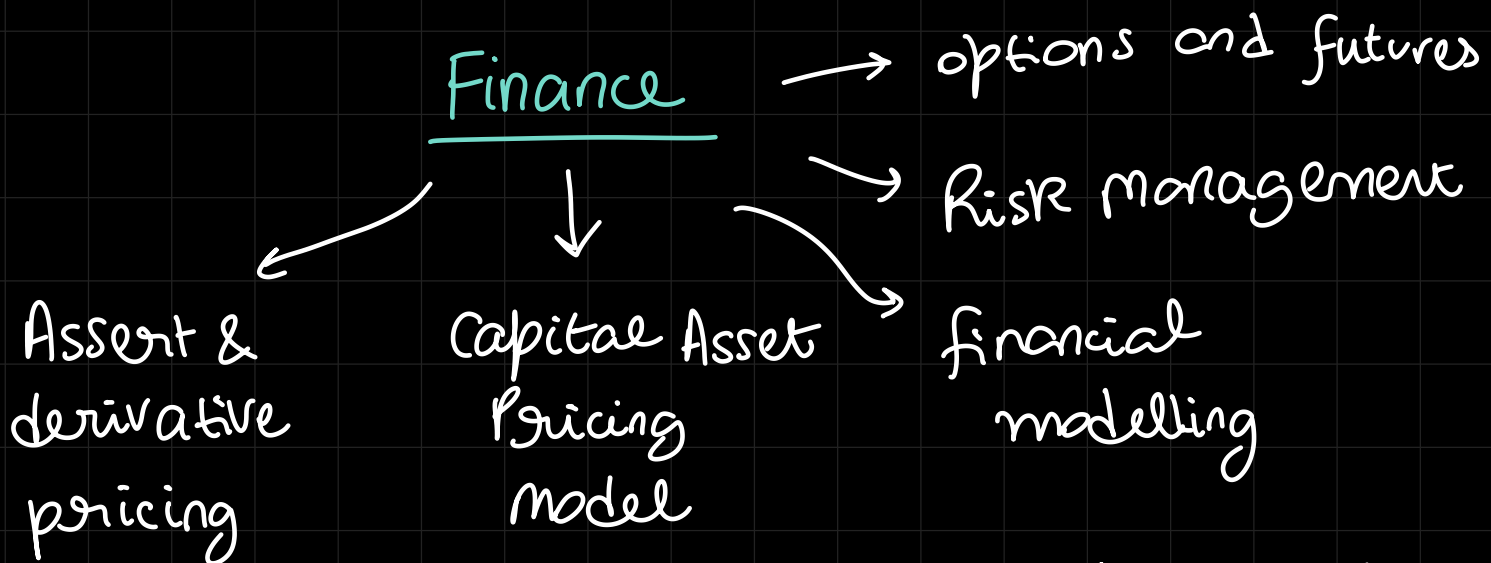 Finance
options and futures
Risk management
Assert &
derivative
pricing
Capital Asset
Pricing
Model
financial
modelling